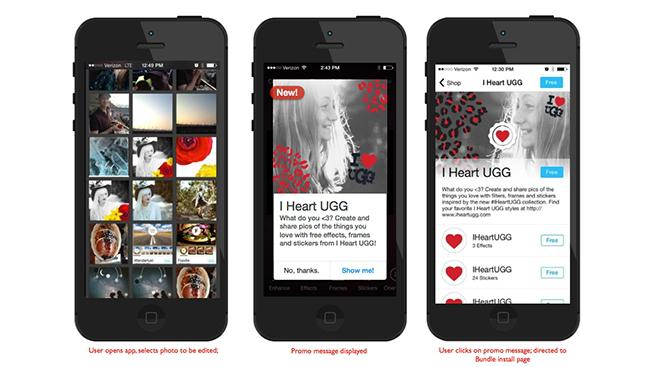 Verizon LTE 12:49 PM
Wanderlust
Foodie
User opens app, selects photo to be edited;
Verizon 2:43 PM
New!
I ♥
UGG
I Heart UGG
What do you <3? Create and
share pics of the things you
love with free effects, frames
and stickers from I Heart UGG!
No, thanks. Show me!
Enhance Effects Frames Stickers
Promo message displayed
Verizon 12:30 PM
Shop I Heart UGG Free
I ♥
UGG
I Heart UGG Free
What do you <3? Create and share pics of the
things you love with filters, frames and stickers
inspired by the new #IHeartUGG collection. Find
your favorite I Heart UGG styles at http://
www.iheartugg.com
IHeartUGG Free
3 Effects
IHeartUGG Free
24 Stickers
IHeartUGG Free
User clicks on promo message; directed to
Bundle install page